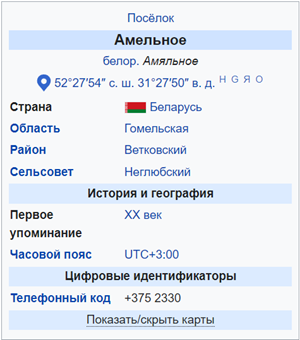 Посёлок
Амельное
белор. Амяльное
52°27′54″ с. ш. 31°27′50″ в. д. H G Я O
Страна Беларусь
Область Гомельская
Район Ветковский
Сельсовет Неглюбский
История и география
Первое
упоминание XX век
Часовой пояс UTC+3:00
Цифровые идентификаторы
Телефонный код +375 2330
Показать/скрыть карты